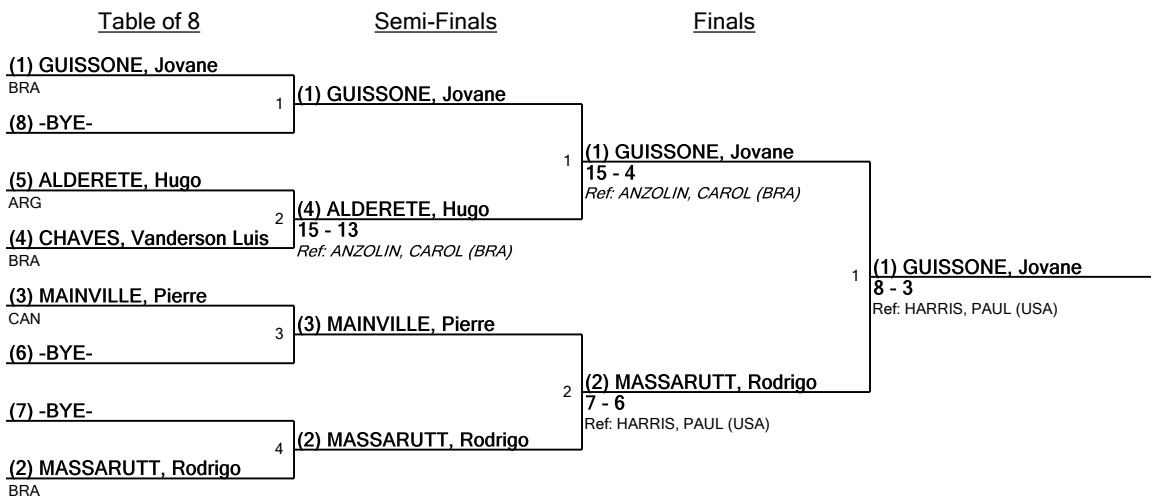 Table of 8
Semi-Finals
Finals
(1) GUISSONE, Jovane
BRA
1
(1) GUISSONE, Jovane
(8) -BYE-
1
(1) GUISSONE, Jovane
15 - 4
Ref: ANZOLIN, CAROL (BRA)
(5) ALDERETE, Hugo
ARG
2
(4) ALDERETE, Hugo
15 - 13
Ref: ANZOLIN, CAROL (BRA)
(4) CHAVES, Vanderson Luis
BRA
1
(1) GUISSONE, Jovane
8 - 3
Ref: HARRIS, PAUL (USA)
(3) MAINVILLE, Pierre
CAN
3
(3) MAINVILLE, Pierre
(6) -BYE-
2
(2) MASSARUTT, Rodrigo
7 - 6
Ref: HARRIS, PAUL (USA)
(7) -BYE-
4
(2) MASSARUTT, Rodrigo
(2) MASSARUTT, Rodrigo
BRA